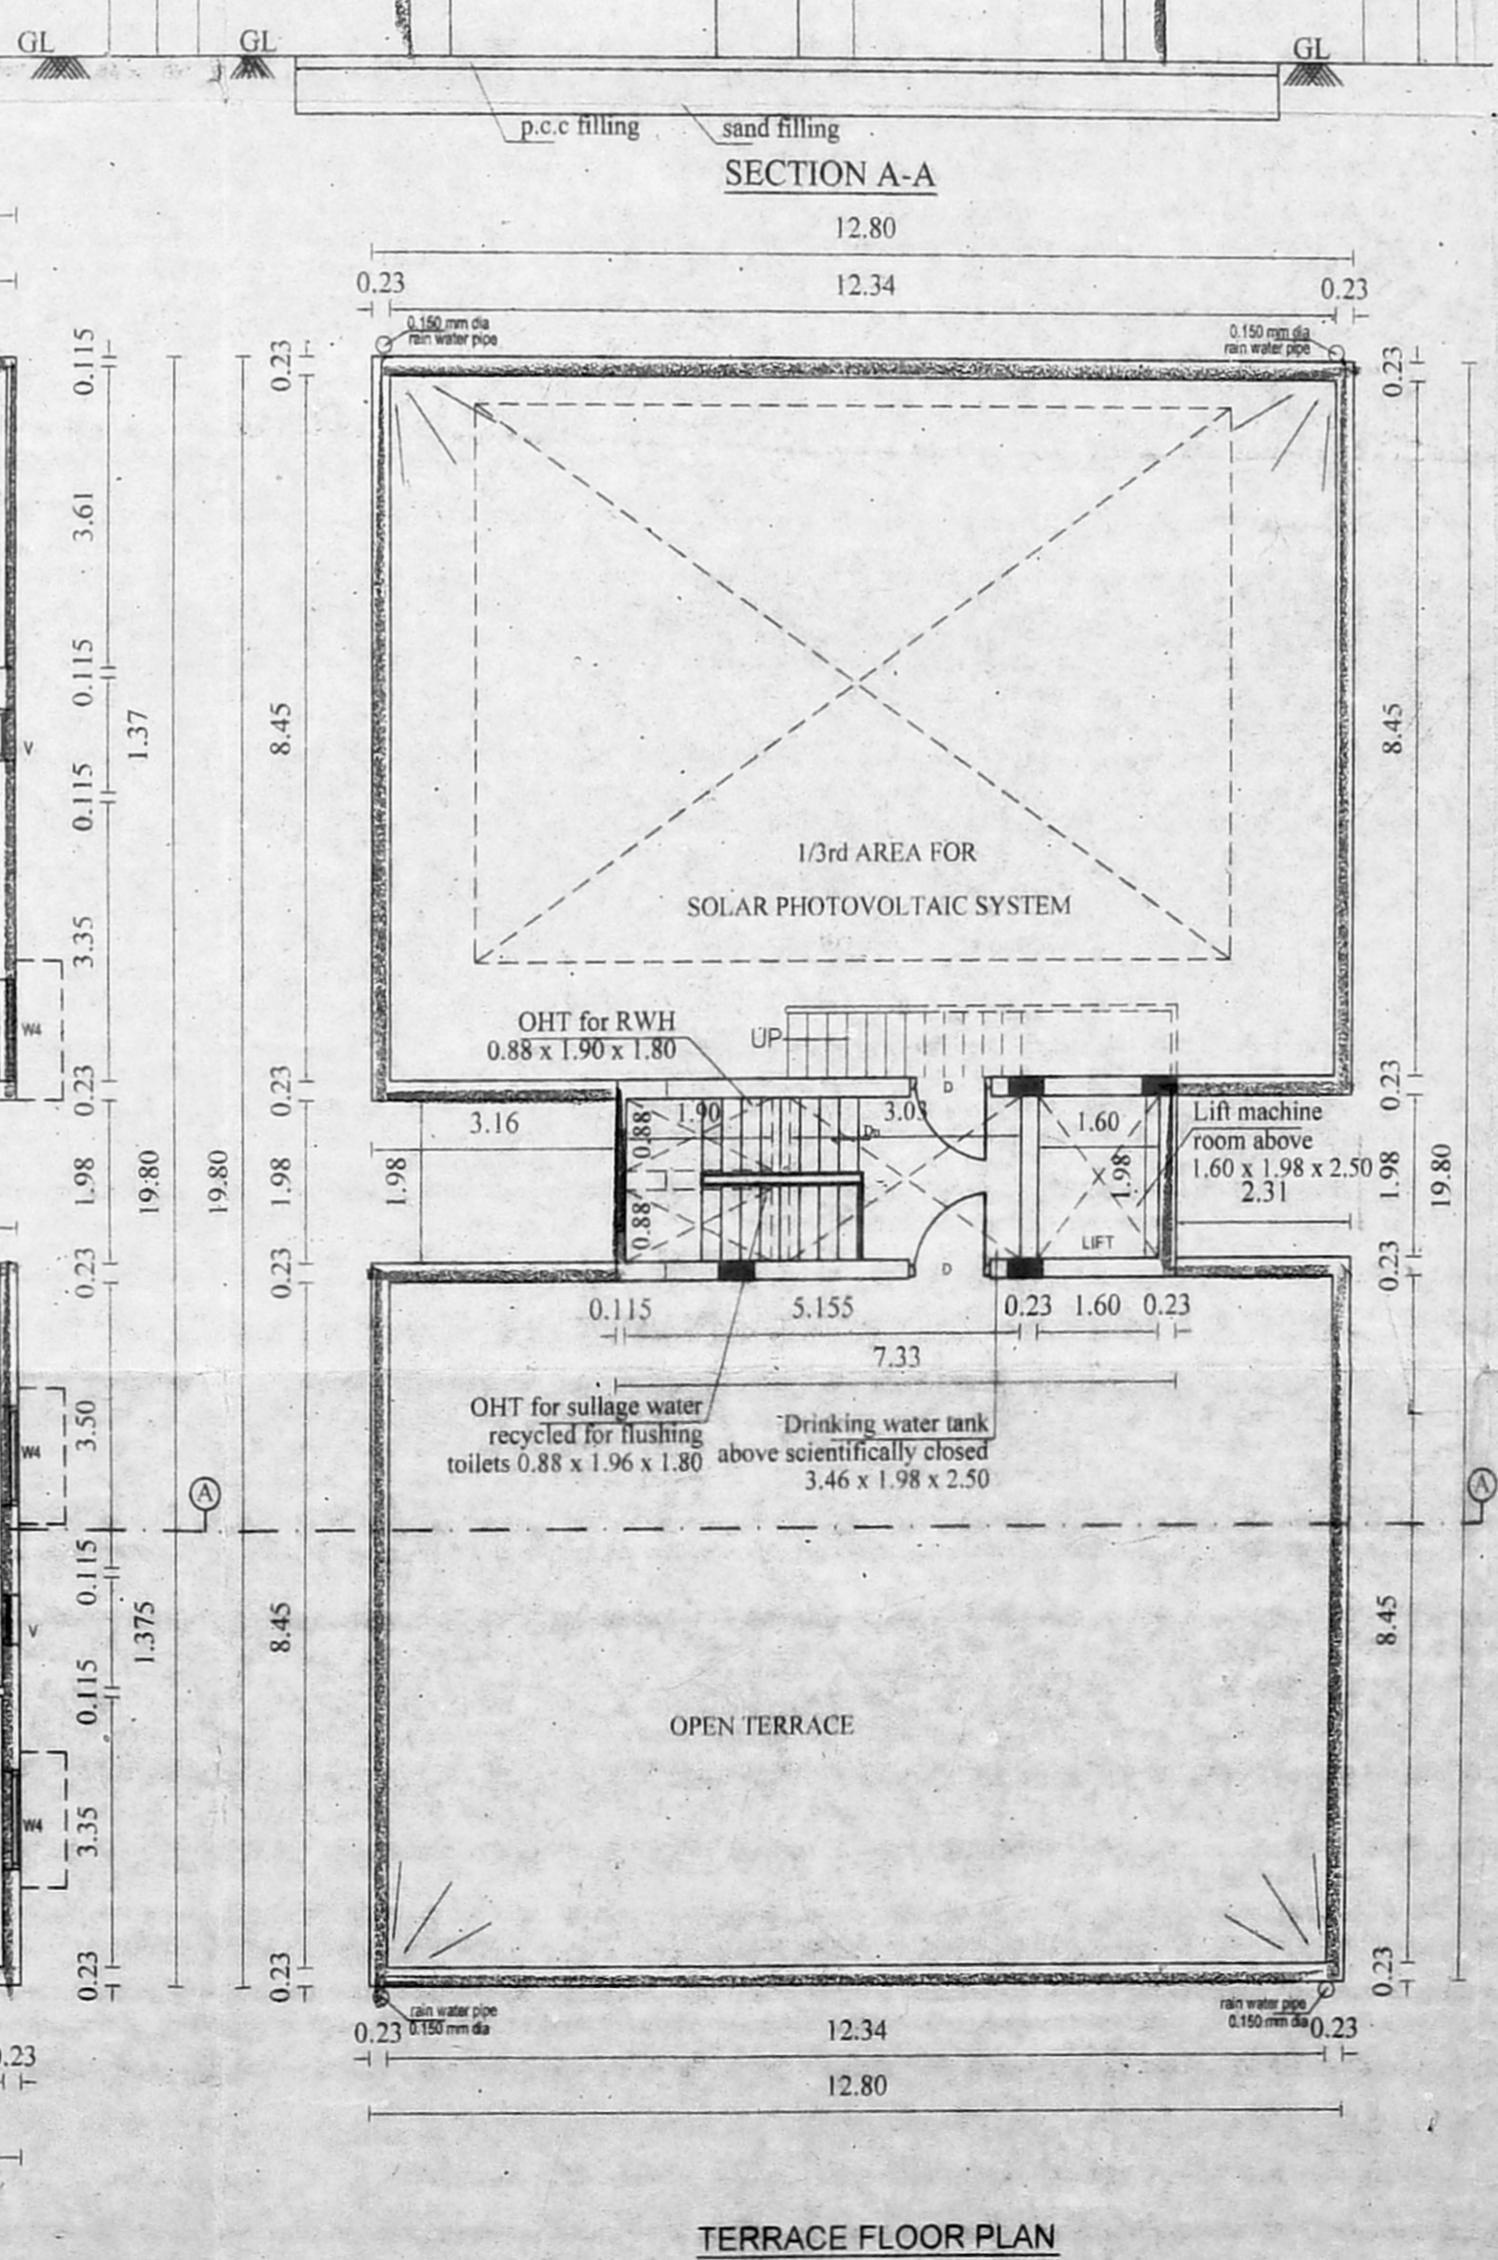 GL
GL
GL
p.c.c filling
sand filling
SECTION A-A
12.80
0.23
12.34
0.23
0.150 mm dia
rain water pipe
0.150 mm dia
rain water pipe
0.115
0.23
0.23
3.61
0.115
1.37
8.45
8.45
V
0.115
1/3rd AREA FOR
SOLAR PHOTOVOLTAIC SYSTEM
3.35
W4
OHT for RWH
0.88 x 1.90 x 1.80
UP
0.23
0.23
D
0.23
3.16
0.88
1.90
3.03
Dn
1.60
Lift machine
room above
1.60 x 1.98 x 2.50
2.31
1.98
19.80
19.80
1.98
1.98
1.98
1.98
19.80
0.88
LIFT
0.23
0.23
D
0.23
0.115
5.155
0.23
1.60
0.23
7.33
3.50
W4
OHT for sullage water
recycled for flushing
toilets 0.88 x 1.96 x 1.80
Drinking water tank
above scientifically closed
3.46 x 1.98 x 2.50
A
A
0.115
1.375
8.45
8.45
V
0.115
OPEN TERRACE
W4
3.35
0.23
0.23
0.23
rain water pipe
0.150 mm dia
rain water pipe
0.150 mm dia
0.23
12.34
0.23
0.23
12.80
TERRACE FLOOR PLAN